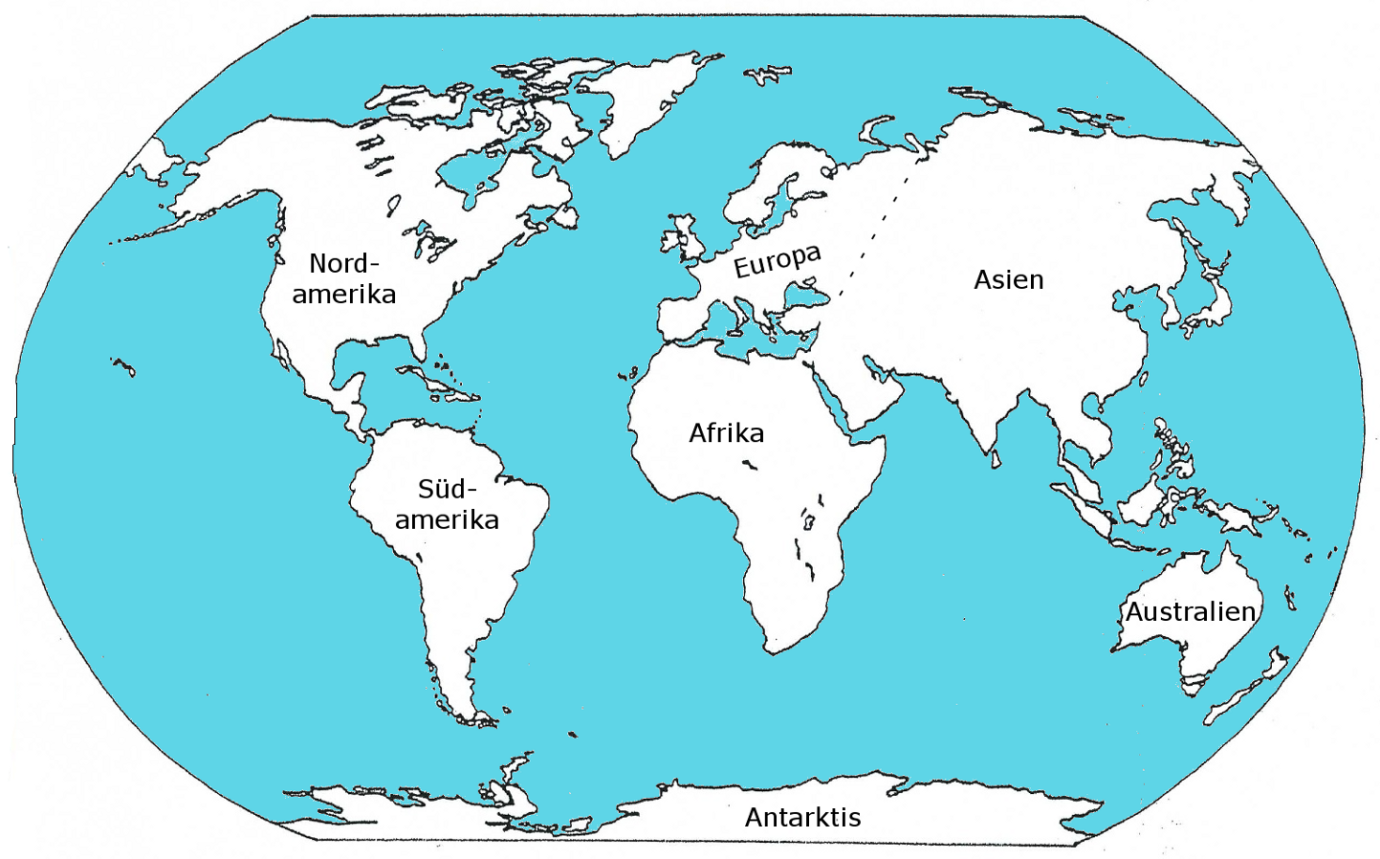 Europa
Nord-
amerika
Asien
Afrika
Süd-
amerika
Australien
Antarktis